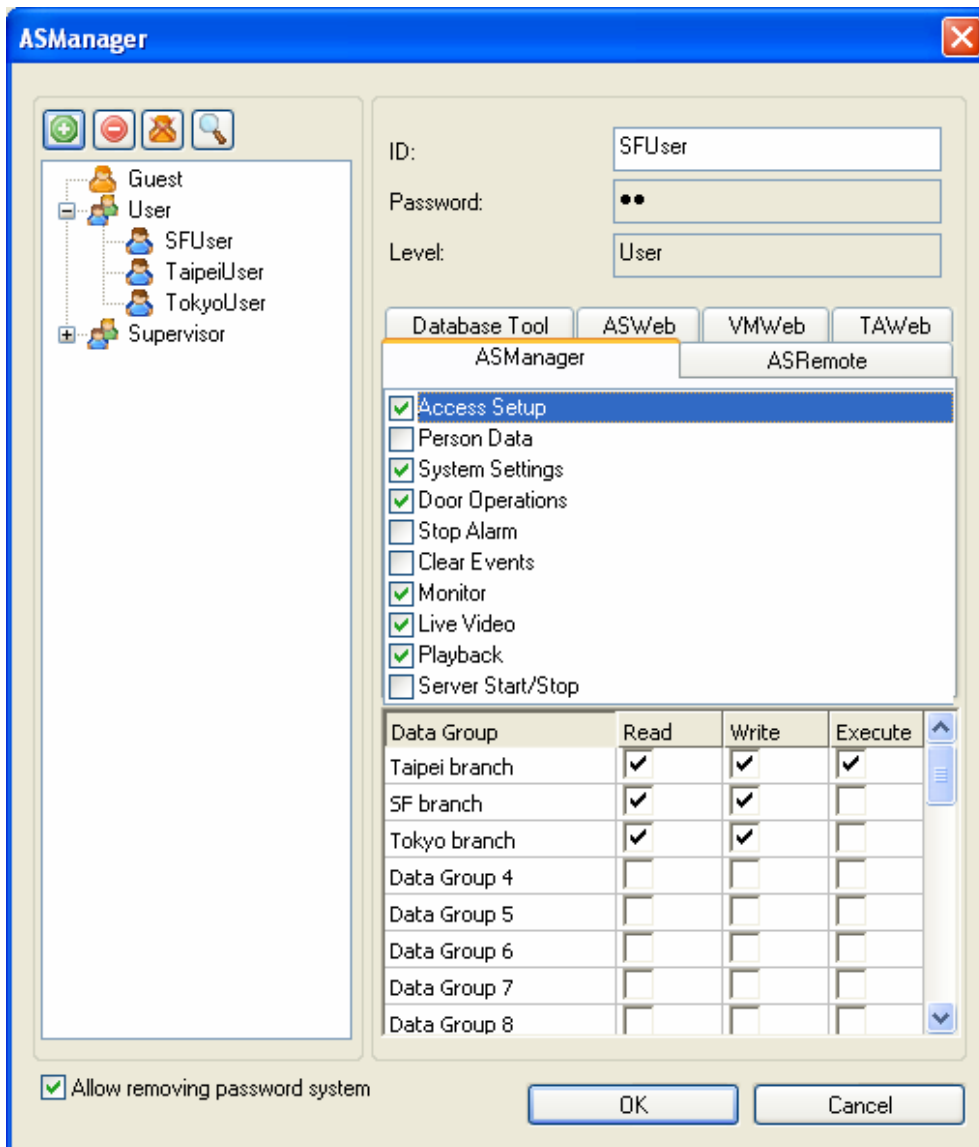 ASManager
Guest
User
SFUser
TaipeiUser
TokyoUser
Supervisor
ID: SFUser
Password: ●●
Level: User
Database Tool ASWeb VMWeb TAWeb
ASManager ASRemote
Access Setup
Person Data
System Settings
Door Operations
Stop Alarm
Clear Events
Monitor
Live Video
Playback
Server Start/Stop
Data Group Read Write Execute
Taipei branch
SF branch
Tokyo branch
Data Group 4
Data Group 5
Data Group 6
Data Group 7
Data Group 8
Allow removing password system
OK Cancel